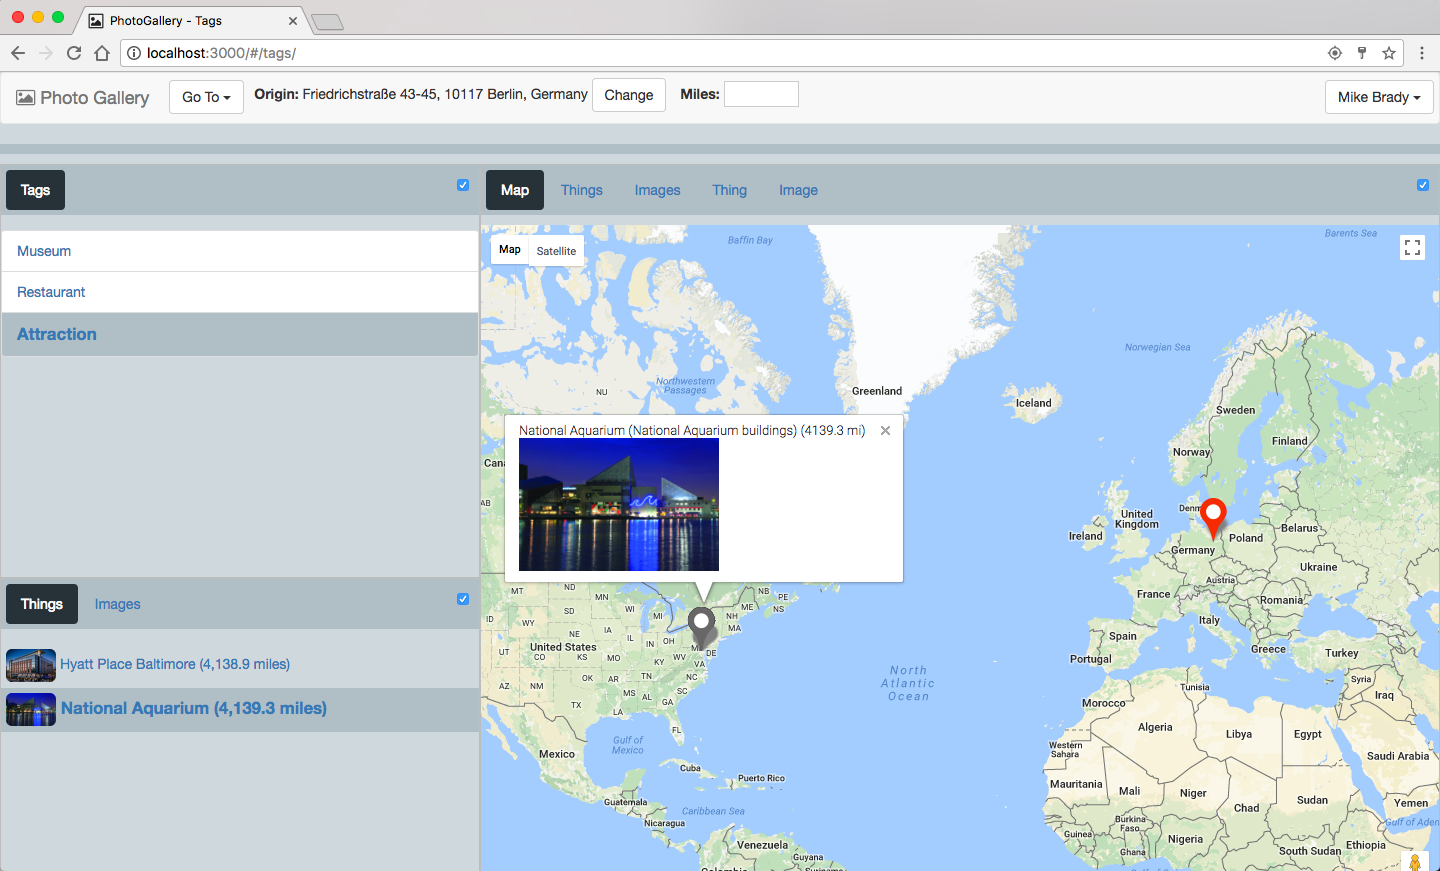 PhotoGallery - Tags
localhost:3000/#/tags/
Photo Gallery
Go To
Origin: Friedrichstraße 43-45, 10117 Berlin, Germany
Change
Miles:
Mike Brady
Tags
Museum
Restaurant
Attraction
Things
Images
Hyatt Place Baltimore (4,138.9 miles)
National Aquarium (4,139.3 miles)
Map
Things
Images
Thing
Image
Map
Satellite
Baffin Bay
Barents Sea
Norwegian Sea
Northwestern
Passages
NU
Greenland
Iceland
Sweden
Finland
Norway
National Aquarium (National Aquarium buildings) (4139.3 mi)
AB
United
Kingdom
Ireland
Belarus
Poland
Germany
Ukraine
Austria
France
Romania
Italy
Spain
Portugal
Greece
Turkey
Syria
Iraq
Tunisia
Morocco
Algeria
Libya
Egypt
Western
Sahara
Saudi Arabia
Mauritania
Mali
Niger
Chad
Sudan
Yemen
Gulf of Aden
Burkina
Faso
Guinea
Ghana
Nigeria
South Sudan
Ethiopia
North
Atlantic
Ocean
NB
PE
NS
ME
NH
MA
MT
ND
MN
SD
WI
MI
ID
WY
NE
IA
IL
IN
OH
DE
UT
United States
CO
KS
MO
KY
WV
VA
AZ
NM
OK
AR
TN
NC
SC
MS
AL
GA
TX
LA
FL
Gulf of
Mexico
Mexico
Cuba
Puerto Rico
Guatemala
Caribbean Sea
Nicaragua
Venezuela
Guyana